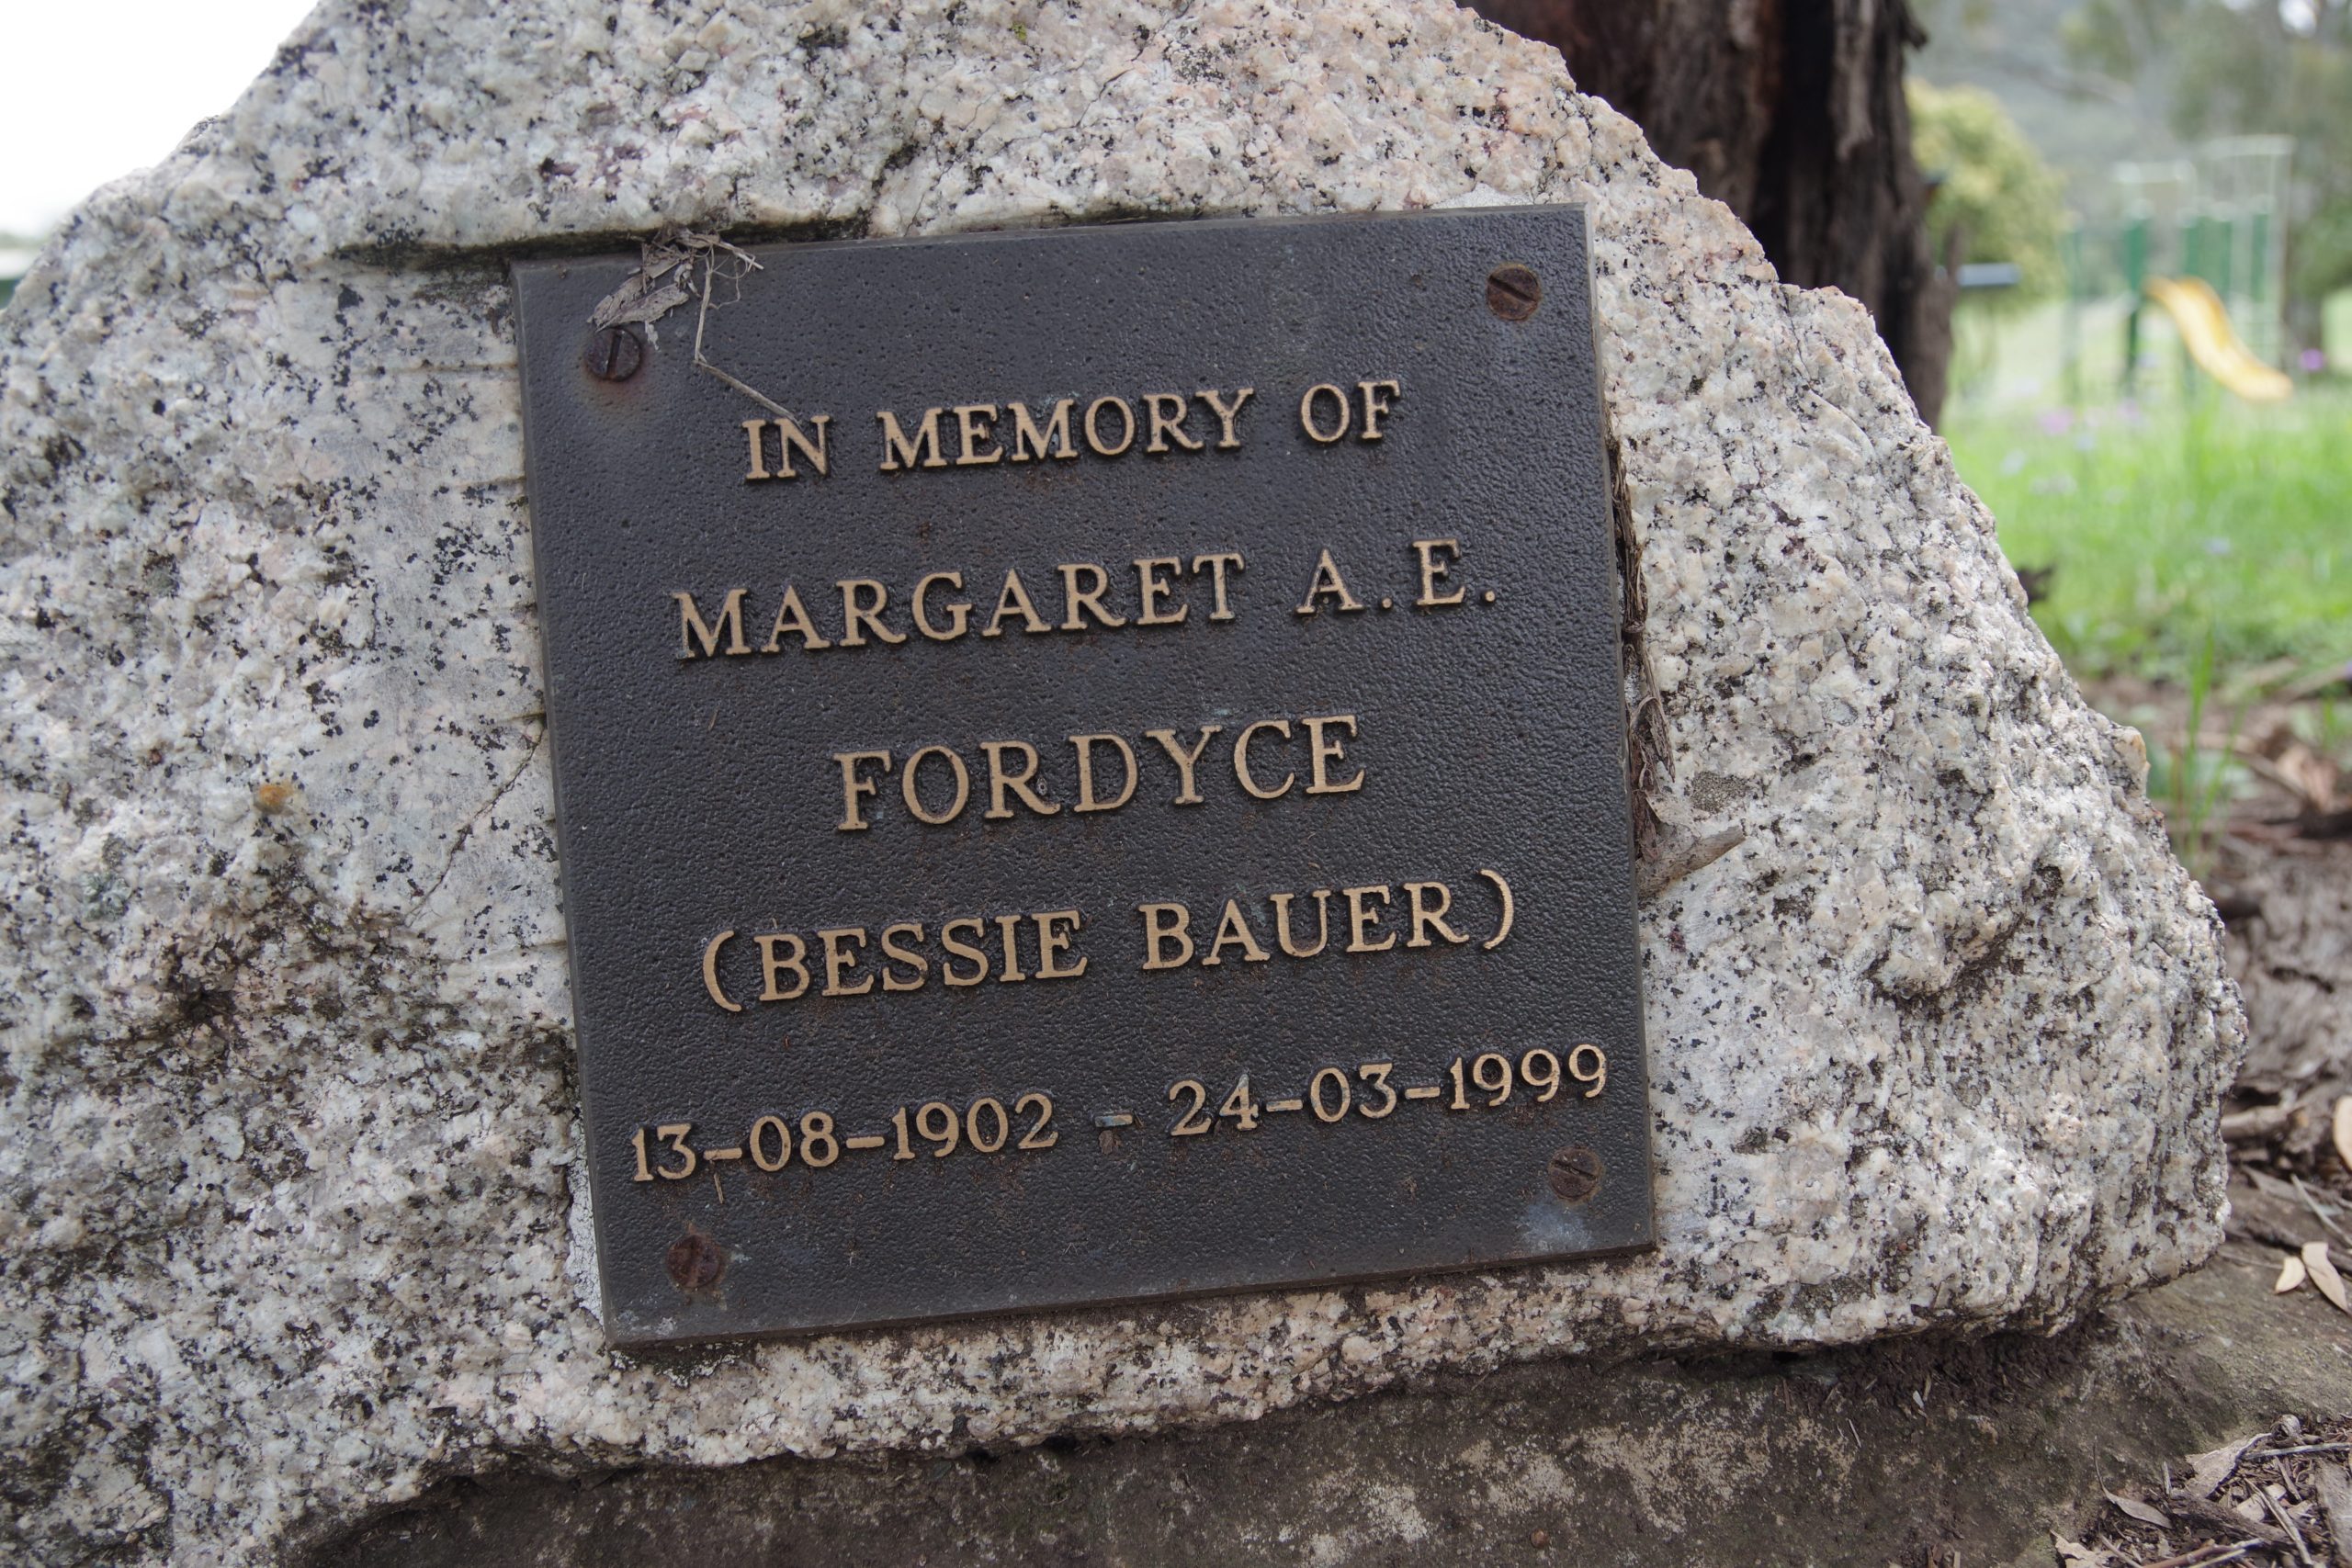 IN MEMORY OF
MARGARET A.E.
FORDYCE
(BESSIE BAUER)
13-08-1902 - 24-03-1999